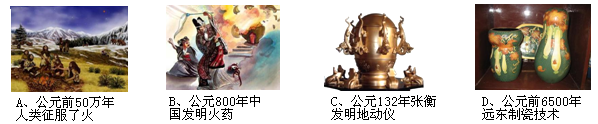 A、公元前50万年
人类征服了火
B、公元800年中
国发明火药
C、公元132年张衡
发明地动仪
D、公元前6500年
远东制瓷技术